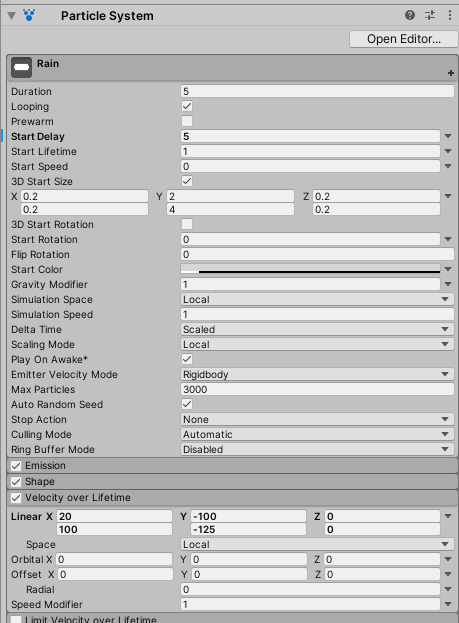 Particle System
Open Editor...
Rain
Duration 5
Looping
Prewarm
Start Delay 5
Start Lifetime 1
Start Speed 0
3D Start Size
X 0.2 Y 2 Z 0.2
0.2 4 0.2
3D Start Rotation
Start Rotation 0
Flip Rotation 0
Start Color
Gravity Modifier 1
Simulation Space Local
Simulation Speed 1
Delta Time Scaled
Scaling Mode Local
Play On Awake*
Emitter Velocity Mode Rigidbody
Max Particles 3000
Auto Random Seed
Stop Action None
Culling Mode Automatic
Ring Buffer Mode Disabled
Emission
Shape
Velocity over Lifetime
Linear X 20 Y -100 Z 0
100 -125 0
Space Local
Orbital X 0 Y 0 Z 0
Offset X 0 Y 0 Z 0
Radial 0
Speed Modifier 1
Limit Velocity over Lifetime